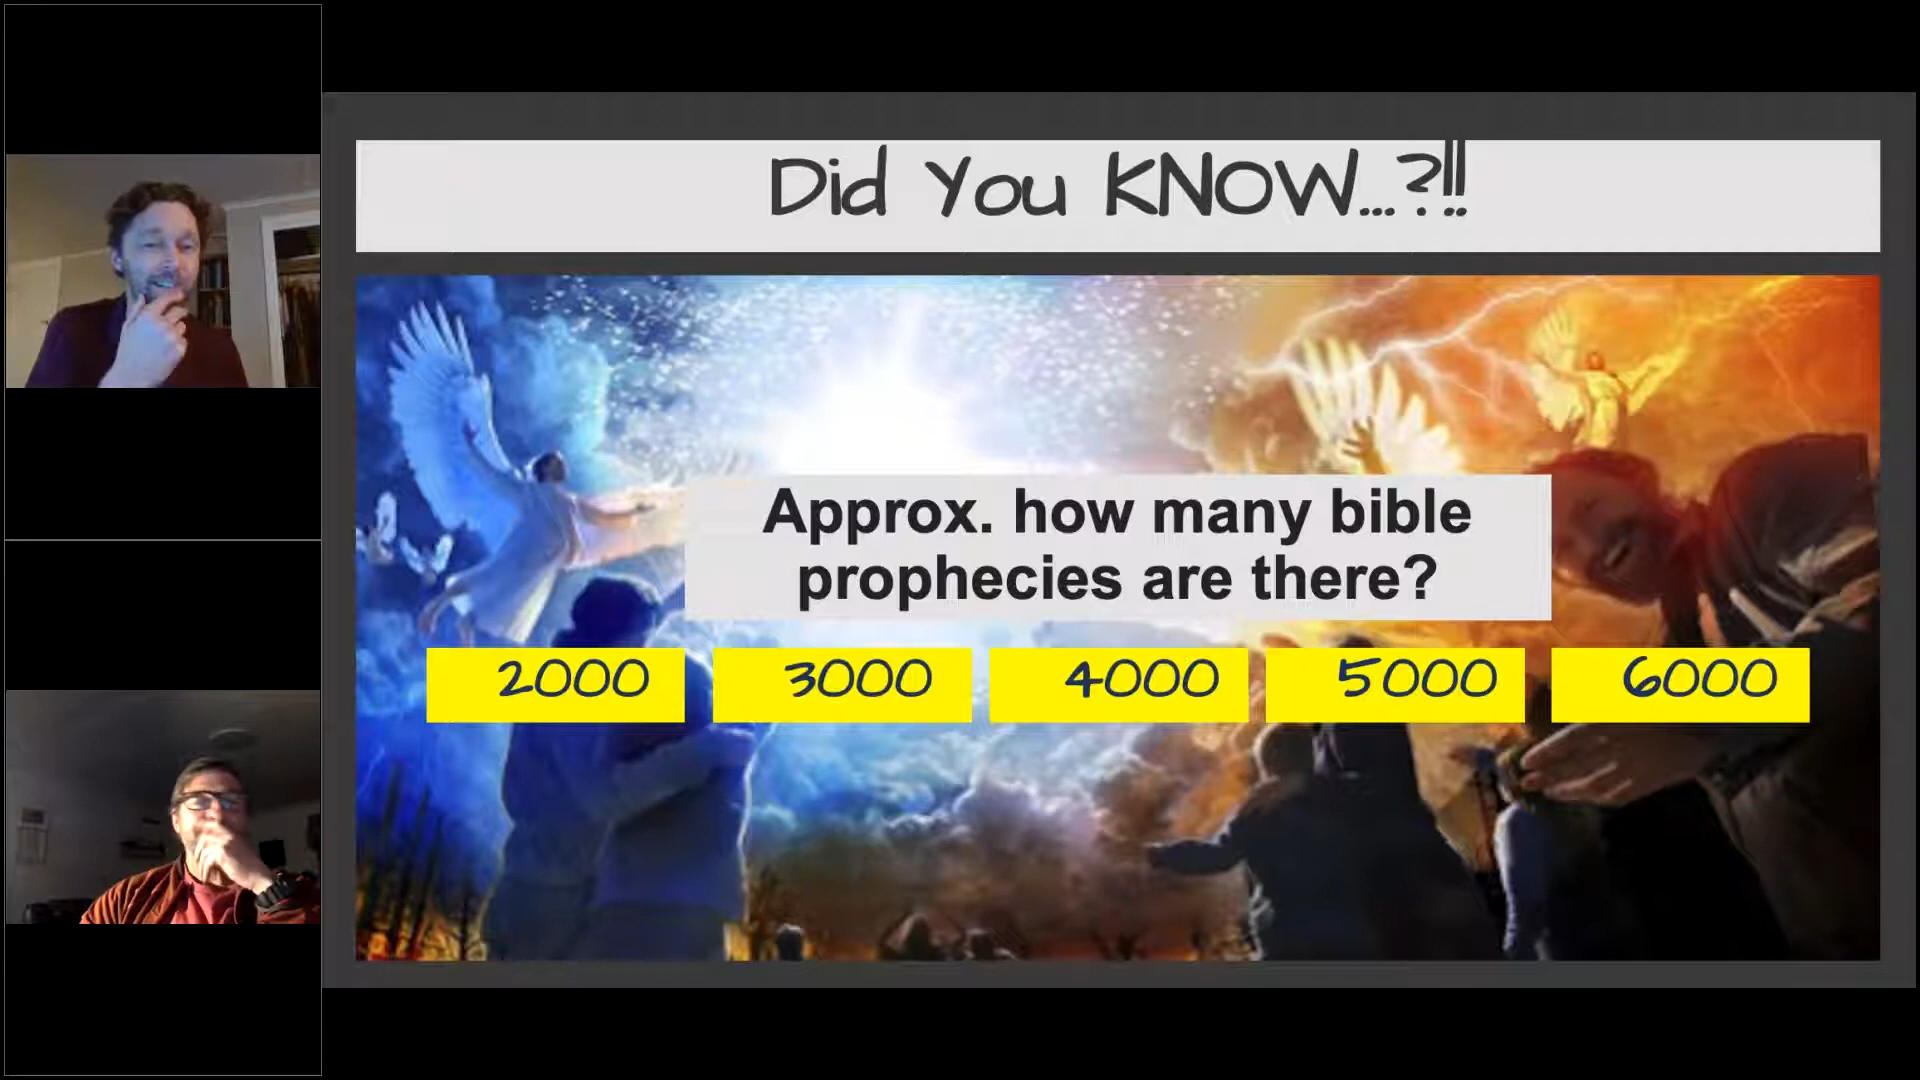 Did You KNOW...?!!
Approx. how many bible
prophecies are there?
2000 3000 4000 5000 6000